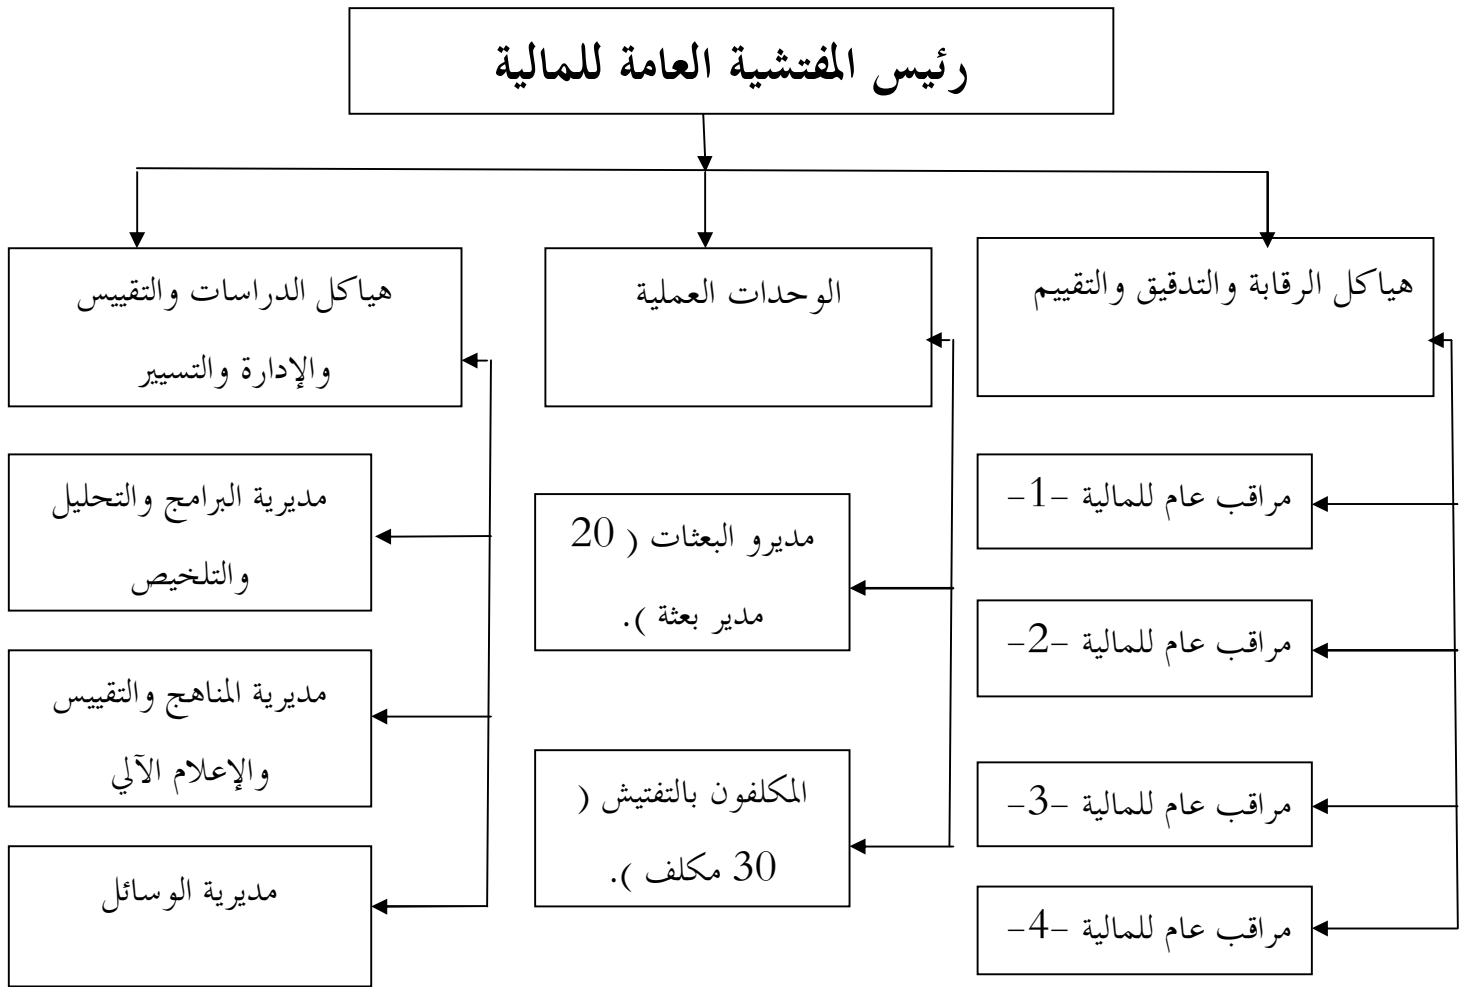 رئيس المفتشية العامة للمالية
هياكل الرقابة والتدقيق والتقييم
الوحدات العملية
هياكل الدراسات والتقييس
والإدارة والتسيير
مراقب عام للمالية -1-
مراقب عام للمالية -2-
مراقب عام للمالية -3-
مراقب عام للمالية -4-
مديرو البعثات ( 20
مدير بعثة ).
المكلفون بالتفتيش (
30 مكلف ).
مديرية البرامج والتحليل
والتلخيص
مديرية المناهج والتقييس
والإعلام الآلي
مديرية الوسائل